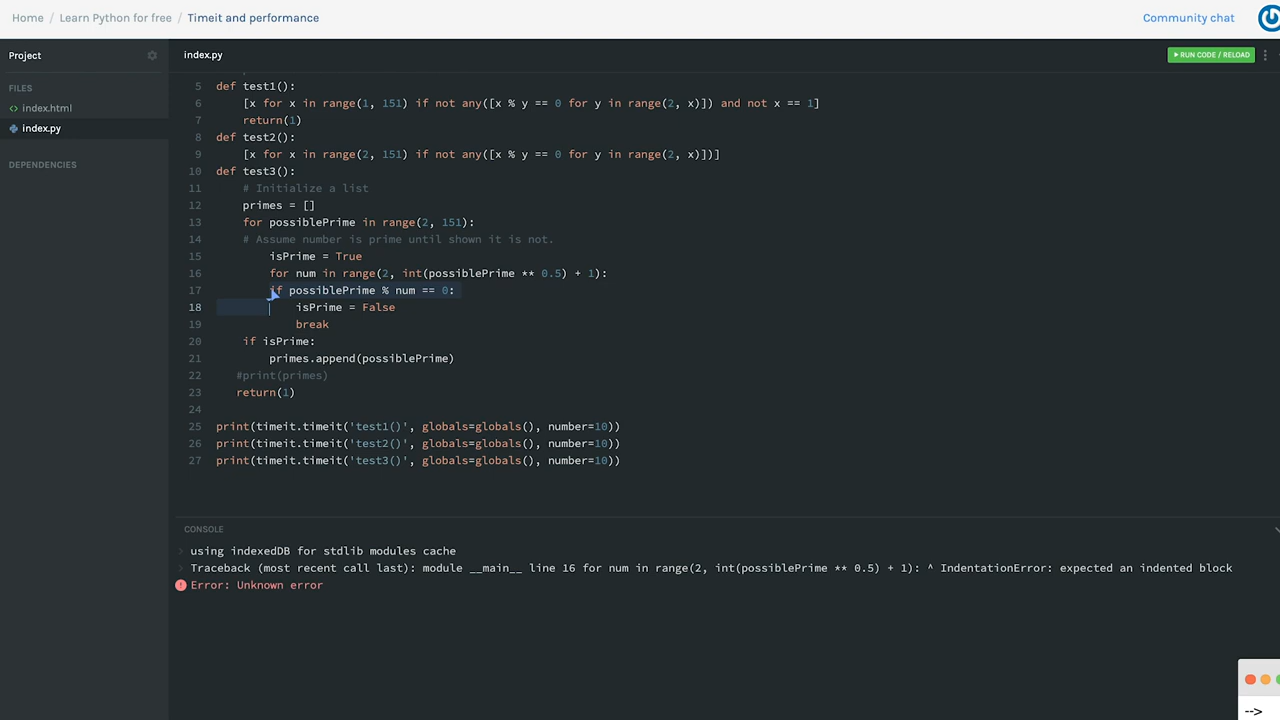 Home / Learn Python for free / Timeit and performance
Community chat
Project
index.py
RUN CODE / RELOAD
FILES
index.html
index.py
DEPENDENCIES
5 def test1():
6 [x for x in range(1, 151) if not any([x % y == 0 for y in range(2, x)]) and not x == 1]
7 return(1)
8 def test2():
9 [x for x in range(2, 151) if not any([x % y == 0 for y in range(2, x)])]
10 def test3():
11 # Initialize a list
12 primes = []
13 for possiblePrime in range(2, 151):
14 # Assume number is prime until shown it is not.
15 isPrime = True
16 for num in range(2, int(possiblePrime ** 0.5) + 1):
17 if possiblePrime % num == 0:
18 isPrime = False
19 break
20 if isPrime:
21 primes.append(possiblePrime)
22 #print(primes)
23 return(1)
24
25 print(timeit.timeit('test1()', globals=globals(), number=10))
26 print(timeit.timeit('test2()', globals=globals(), number=10))
27 print(timeit.timeit('test3()', globals=globals(), number=10))
CONSOLE
> using indexedDB for stdlib modules cache
> Traceback (most recent call last): module __main__ line 16 for num in range(2, int(possiblePrime ** 0.5) + 1): ^ IndentationError: expected an indented block
Error: Unknown error
-->